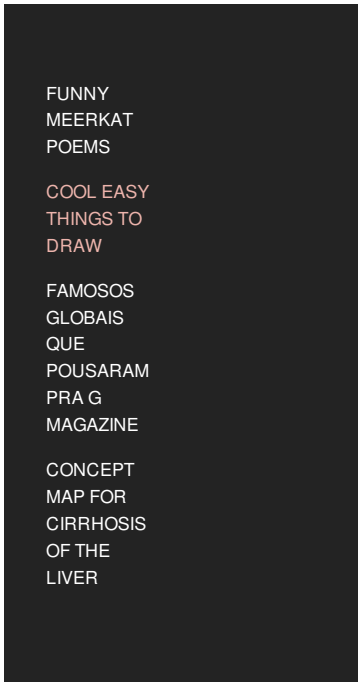 FUNNY
MEERKAT
POEMS
COOL EASY
THINGS TO
DRAW
FAMOSOS
GLOBAIS
QUE
POUSARAM
PRA G
MAGAZINE
CONCEPT
MAP FOR
CIRRHOSIS
OF THE
LIVER